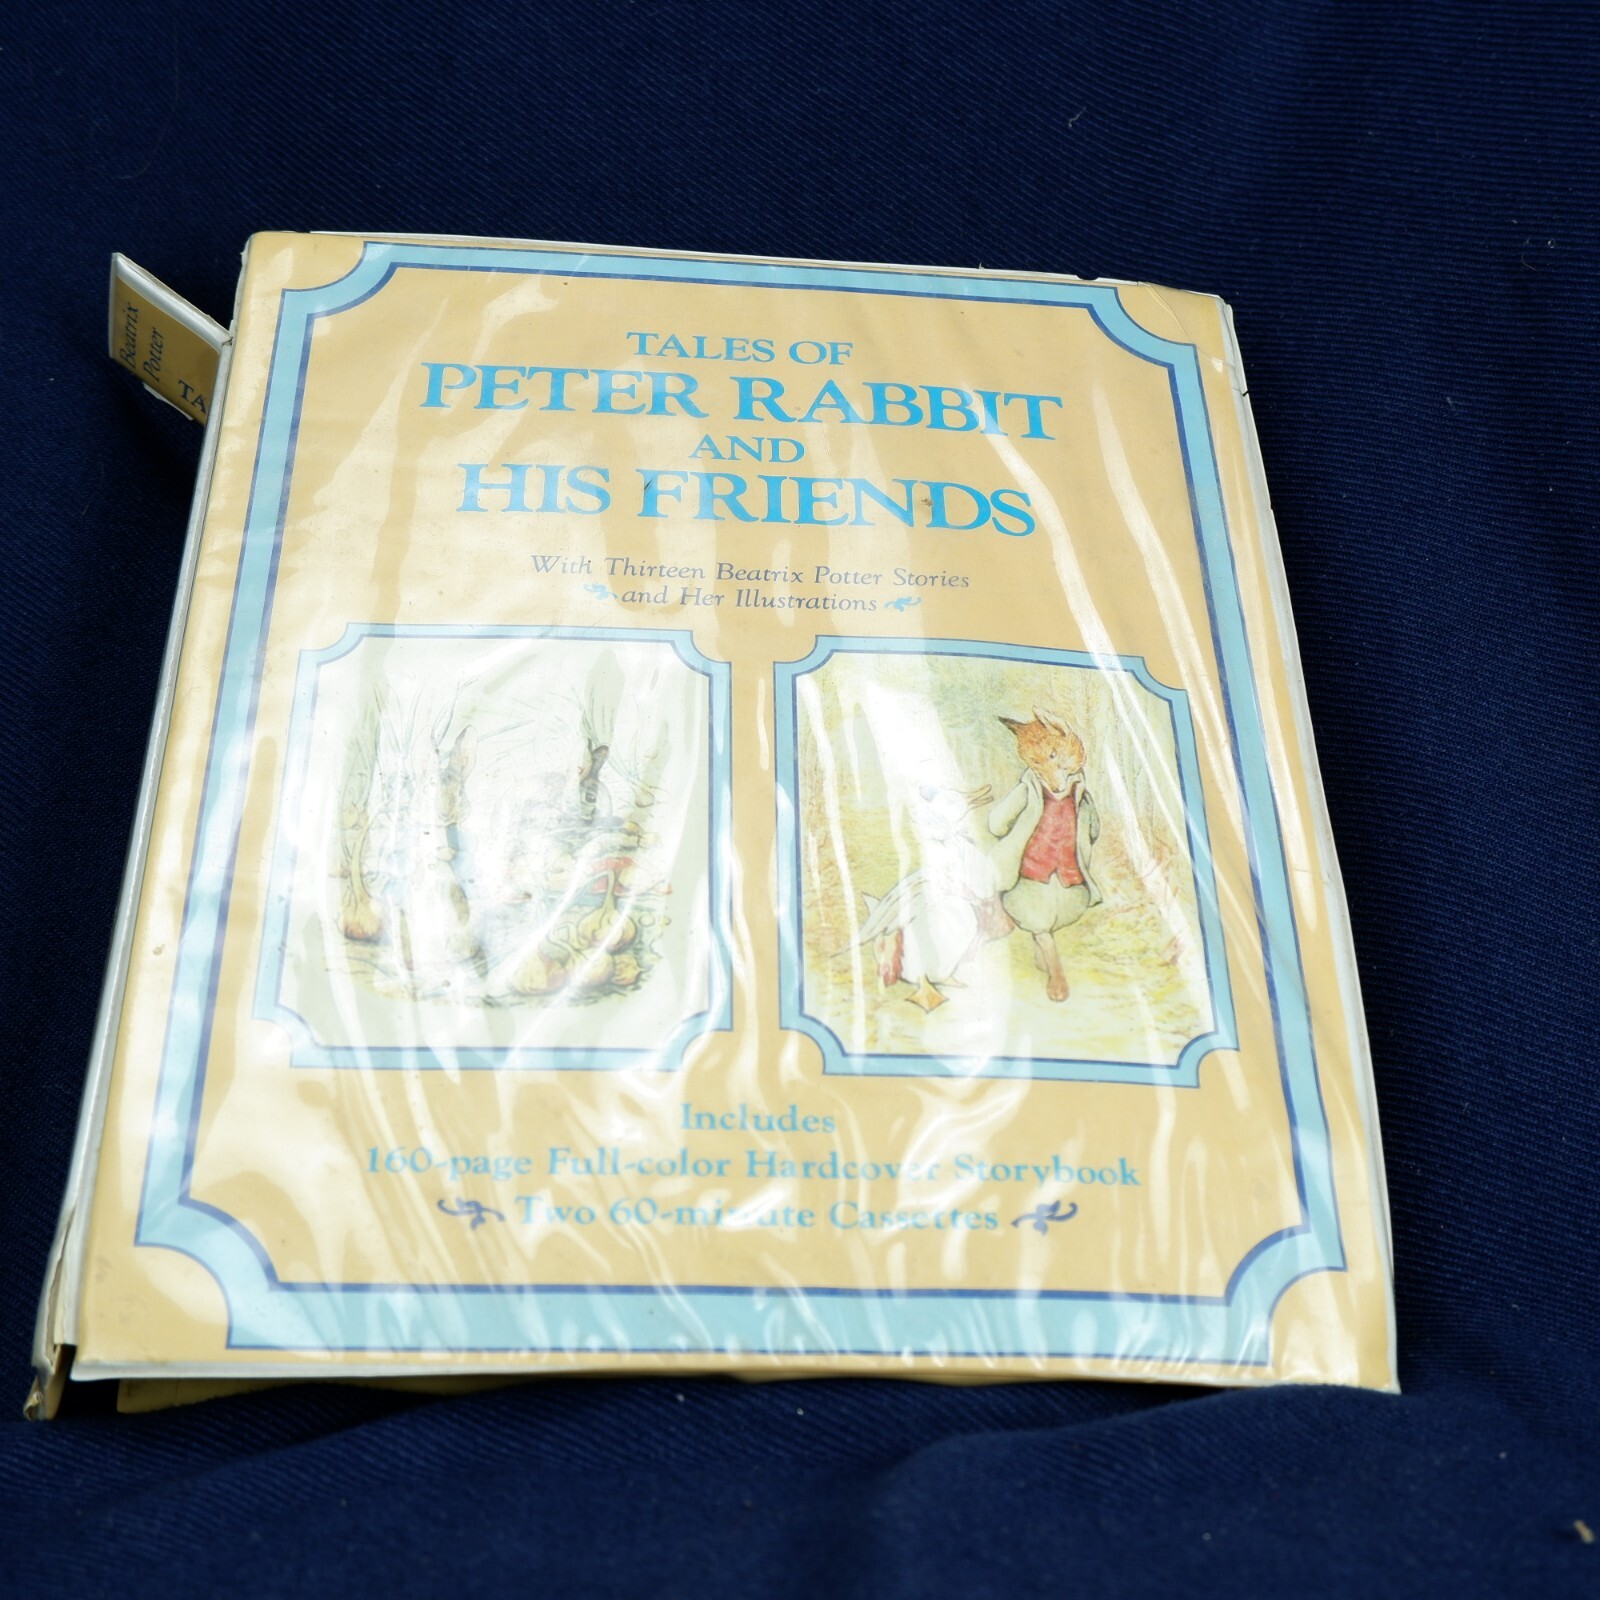 TALES OF
PETER RABBIT
AND
HIS FRIENDS
With Thirteen Beatrix Potter Stories
and Her Illustrations
Includes
160-page Full-color Hardcover Storybook
Two 60-minute Cassettes
Beatrix
Potter
TA